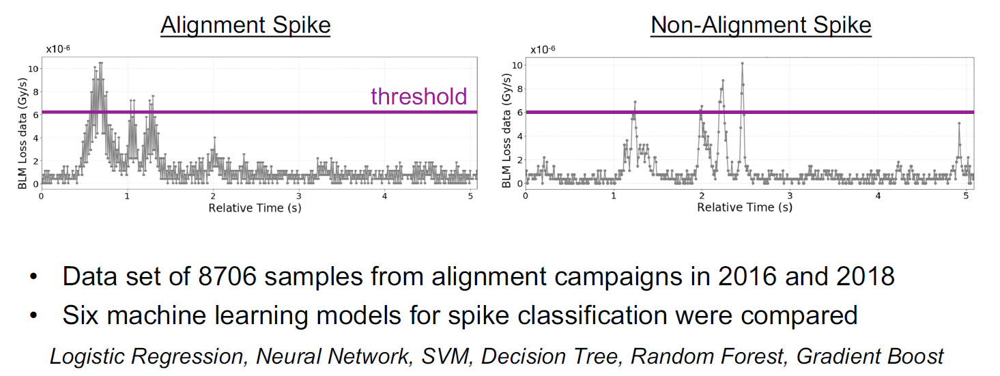 Alignment Spike
x10-6
BLM Loss data (Gy/s)
10
8
6
4
2
0
threshold
0 1 2 3 4 5
Relative Time (s)
Non-Alignment Spike
x10-6
BLM Loss data (Gy/s)
10
8
6
4
2
0
0 1 2 3 4 5
Relative Time (s)
• Data set of 8706 samples from alignment campaigns in 2016 and 2018
• Six machine learning models for spike classification were compared
Logistic Regression, Neural Network, SVM, Decision Tree, Random Forest, Gradient Boost